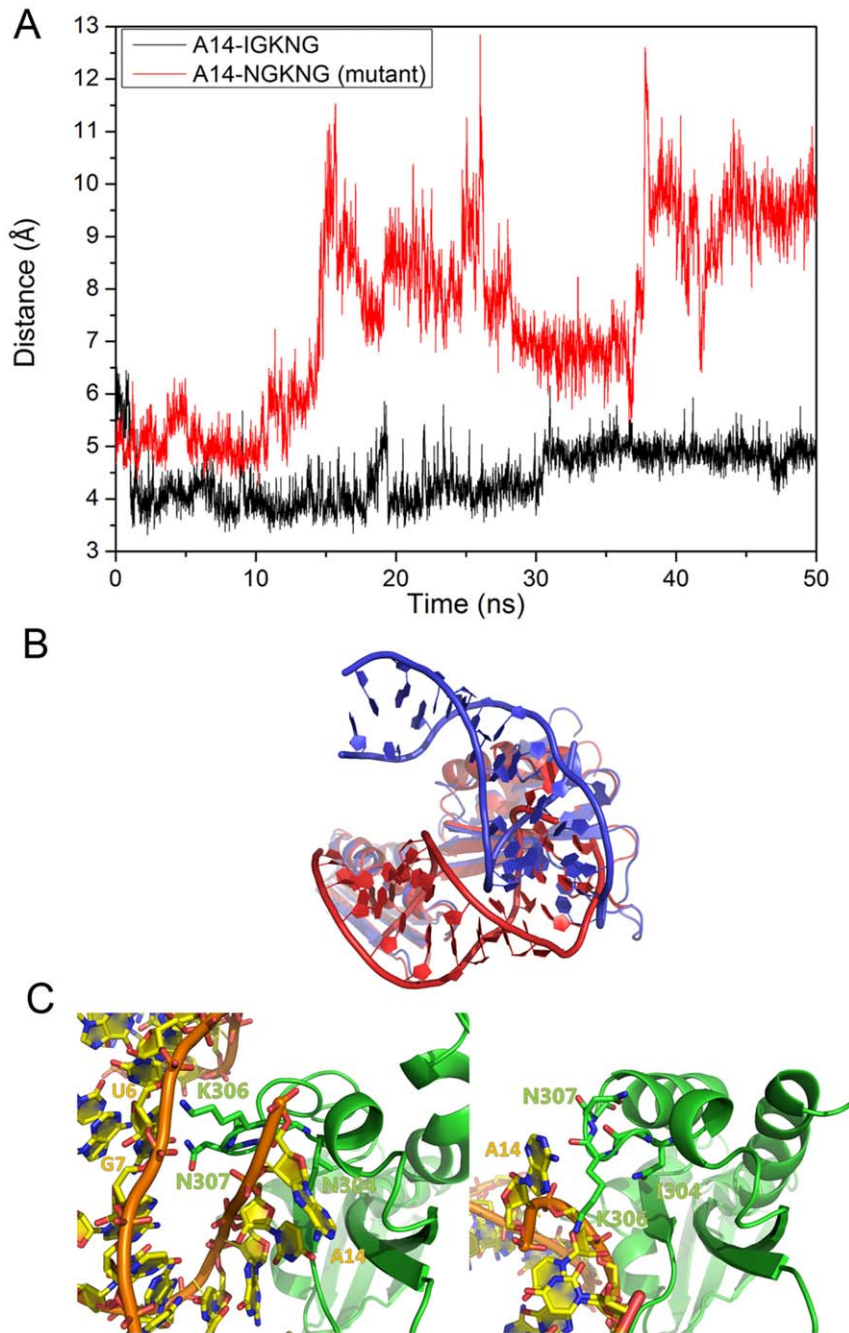 A
A14-IGKNG
A14-NGKNG (mutant)
13
12
11
10
9
8
7
6
5
4
3
Distance (Å)
0 10 20 30 40 50
Time (ns)
B
C
U6
K306
G7
N307
N304
A14
N307
A14
I304
K306